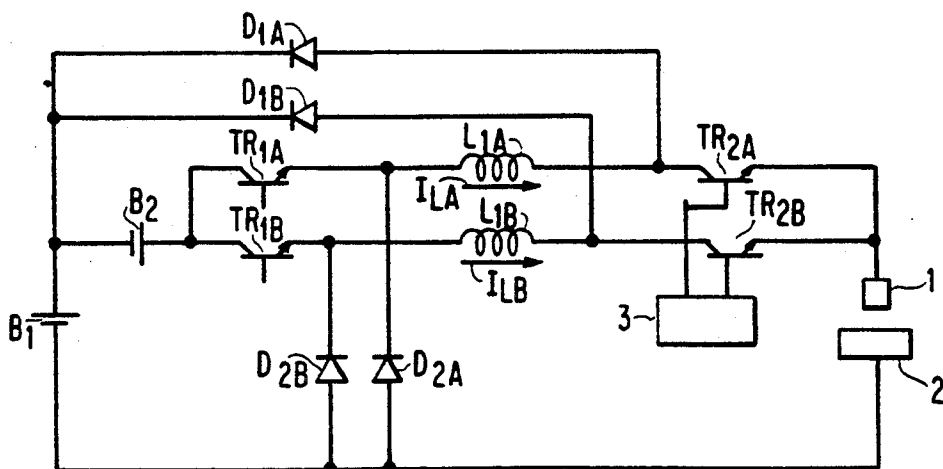 D1A
D1B
TR1A
L1A
TR2A
ILA
B2
TR1B
L1B
TR2B
ILB
1
B1
3
D2B
D2A
2